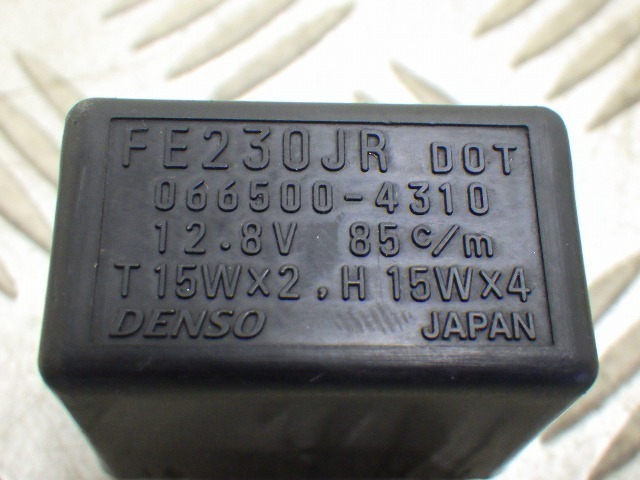 FE230JR DOT
066500-4310
12.8V 85c/m
T 15W×2, H 15W×4
DENSO JAPAN